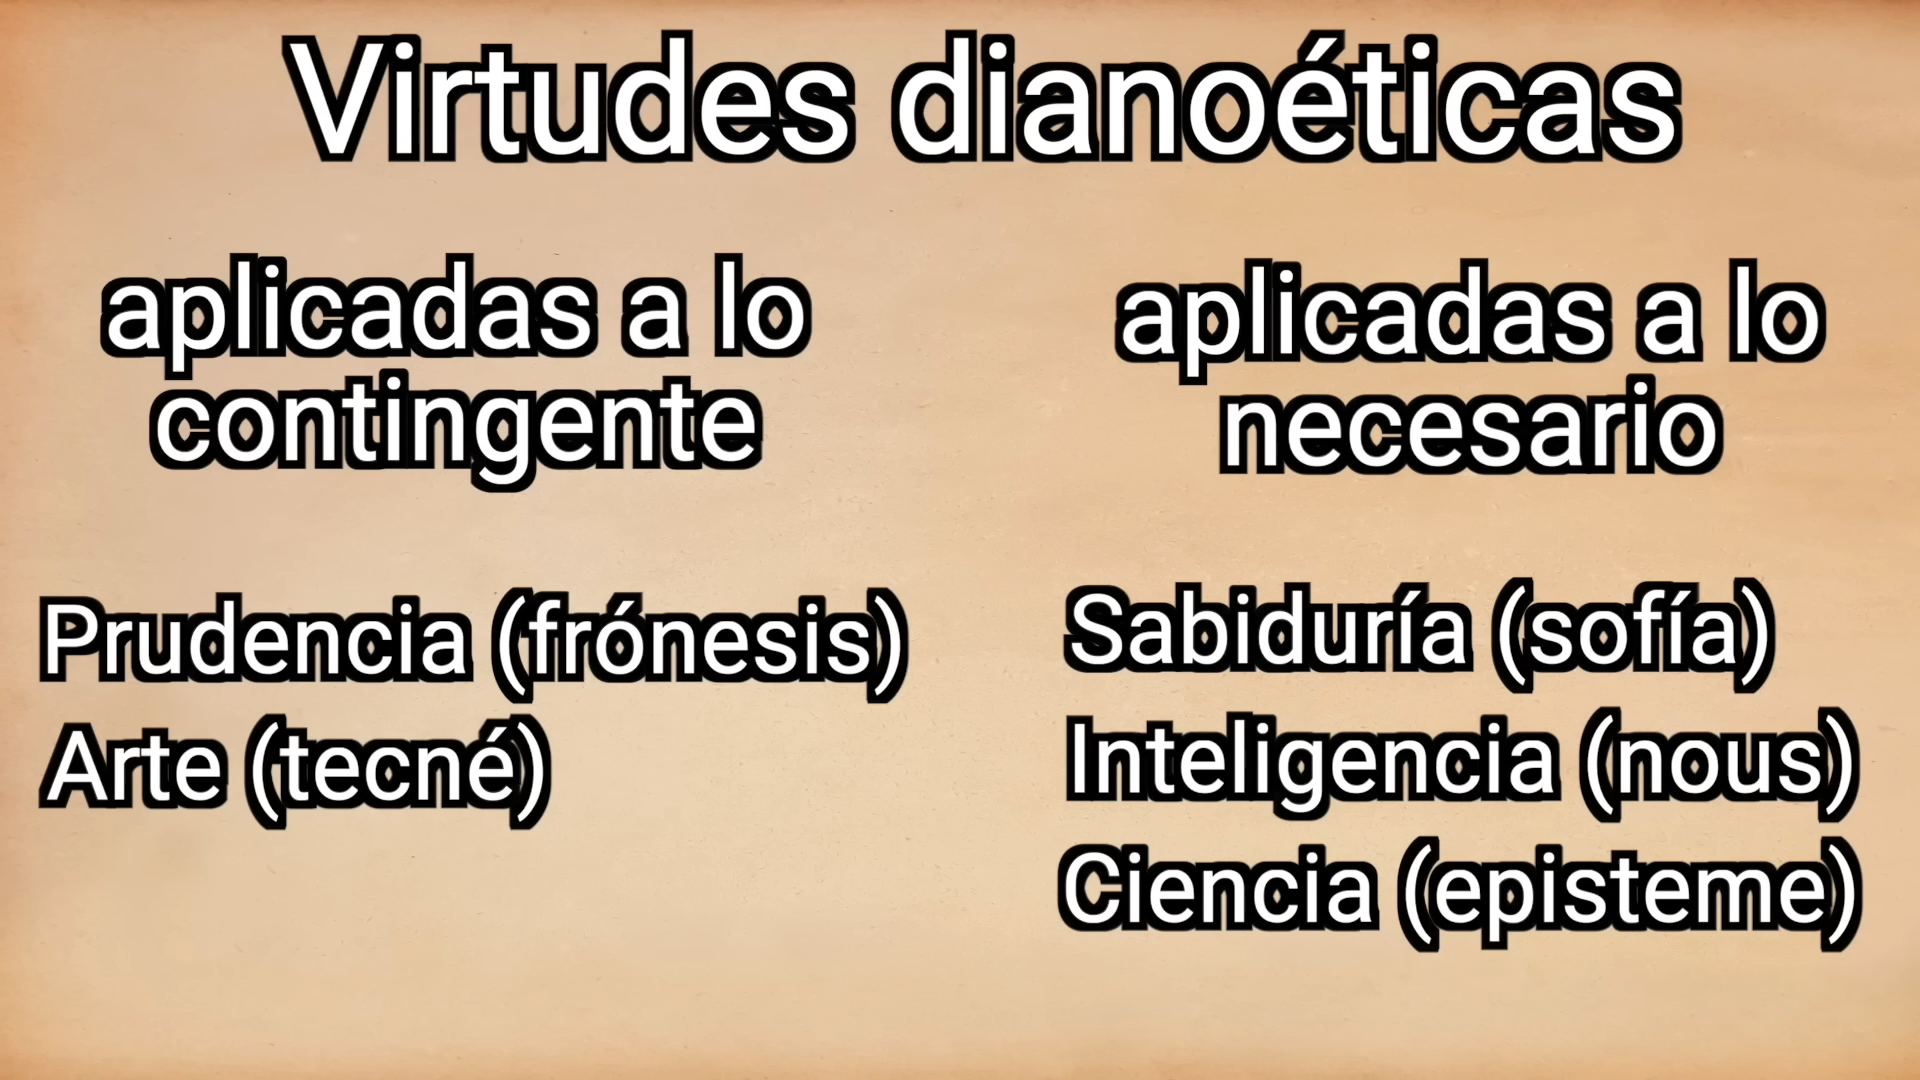 Virtudes dianoéticas
aplicadas a lo
contingente
aplicadas a lo
necesario
Prudencia (frónesis)
Arte (tecné)
Sabiduría (sofía)
Inteligencia (nous)
Ciencia (episteme)